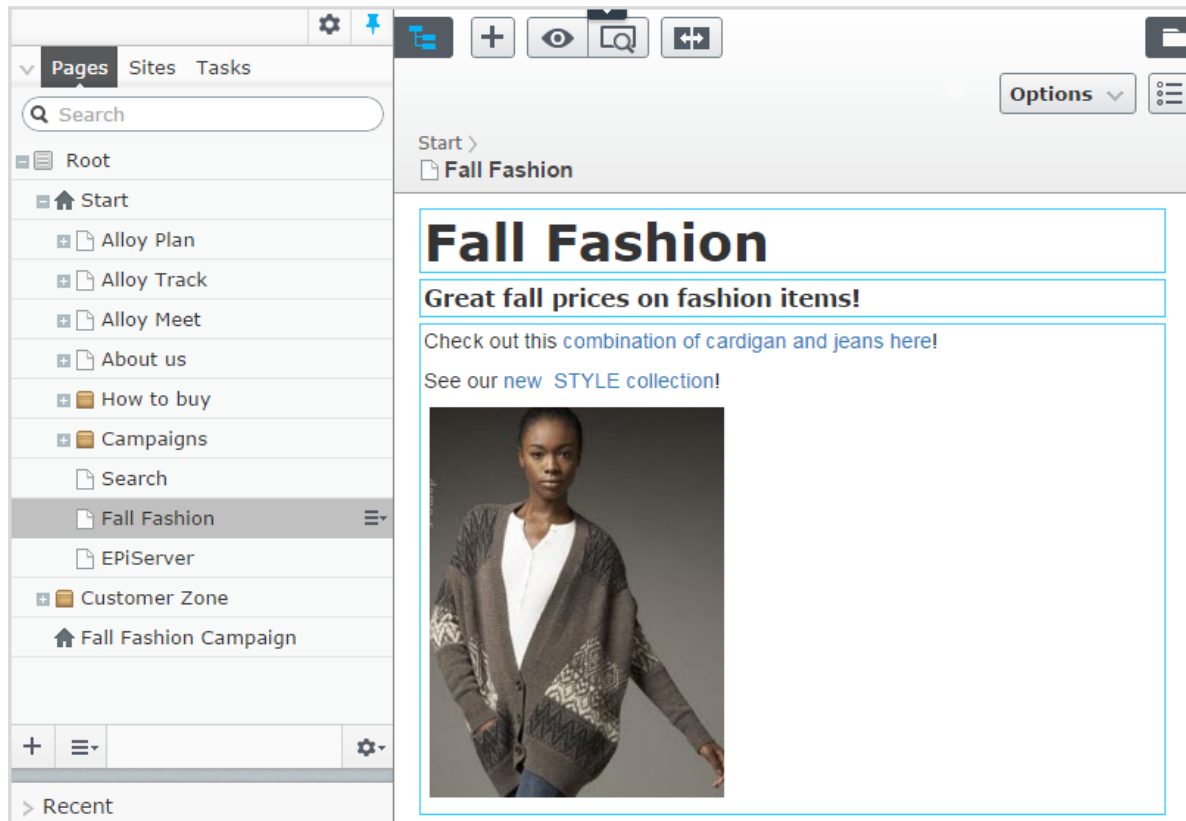 Pages Sites Tasks
Search
Root
Start
Alloy Plan
Alloy Track
Alloy Meet
About us
How to buy
Campaigns
Search
Fall Fashion
EPiServer
Customer Zone
Fall Fashion Campaign
Recent
Options
Start
Fall Fashion
Fall Fashion
Great fall prices on fashion items!
Check out this combination of cardigan and jeans here!
See our new  STYLE collection!